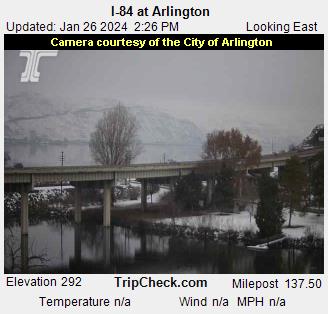 I-84 at Arlington
Updated: Jan 26 2024 2:26 PM Looking East
Camera courtesy of the City of Arlington
Elevation 292 TripCheck.com Milepost 137.50
Temperature n/a Wind n/a MPH n/a